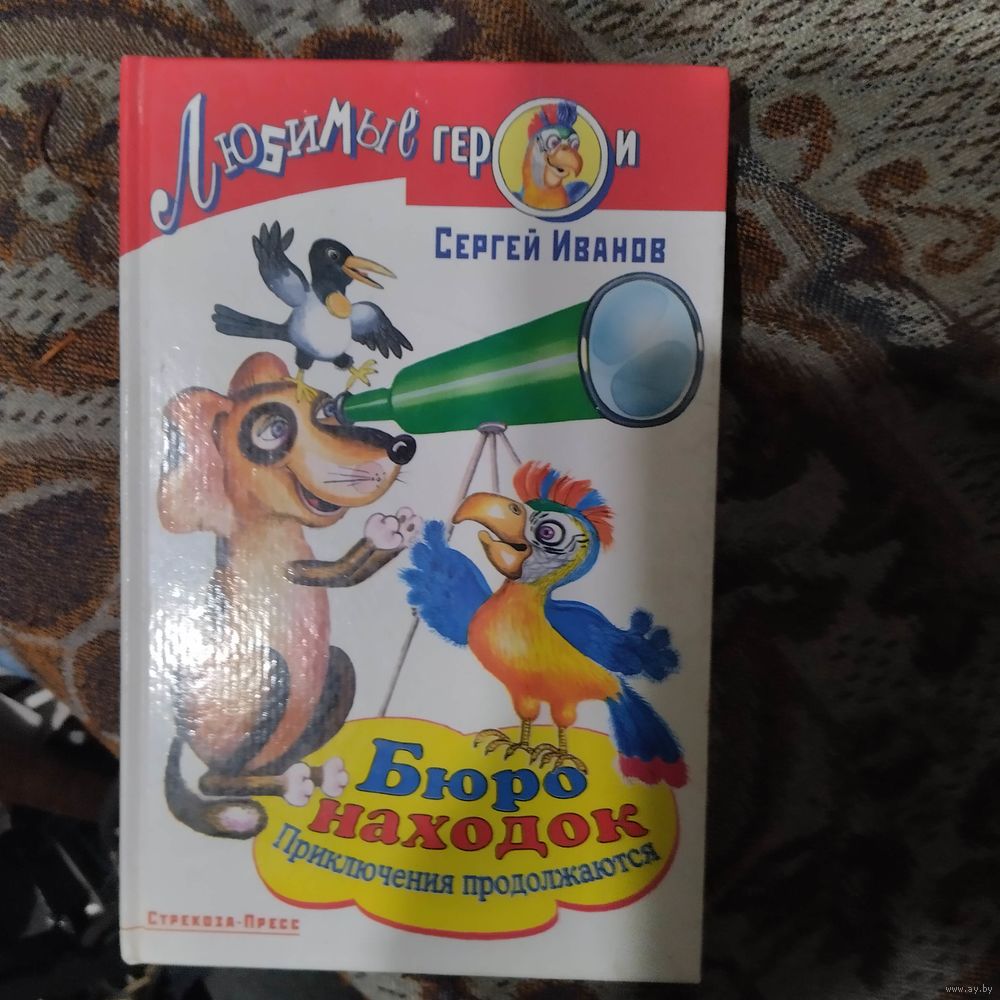 Любимые герои
Сергей Иванов
Бюро
находок
Приключения продолжаются
Стрекоза-Пресс
www.ay.by